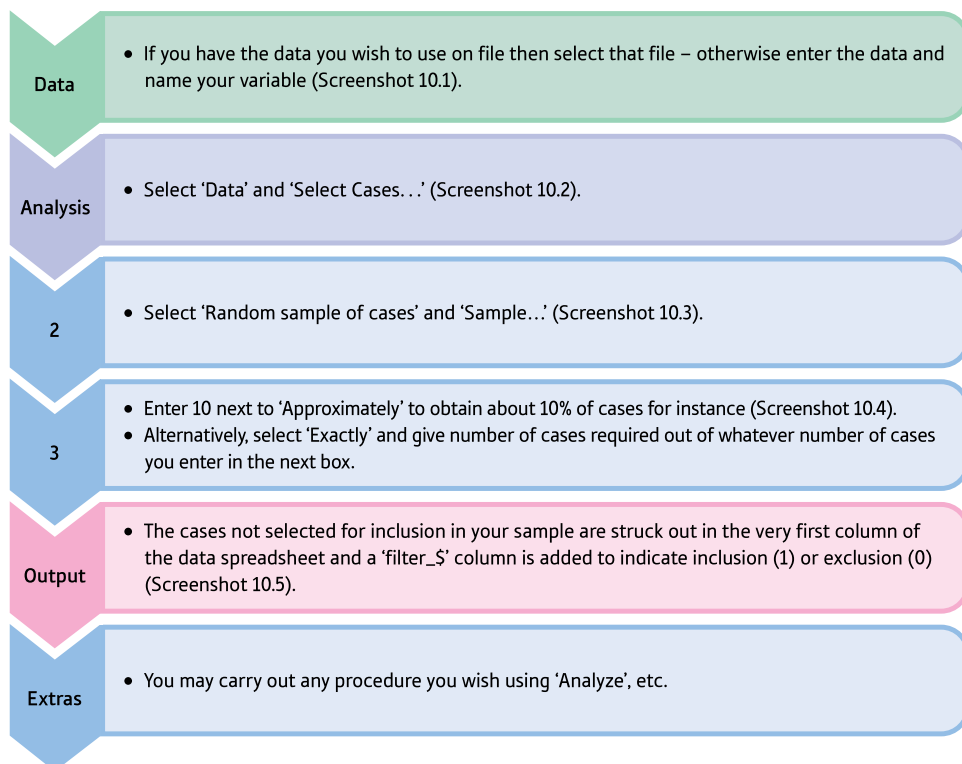 Data
• If you have the data you wish to use on file then select that file – otherwise enter the data and
name your variable (Screenshot 10.1).
Analysis
• Select ‘Data’ and ‘Select Cases…’ (Screenshot 10.2).
2
• Select ‘Random sample of cases’ and ‘Sample…’ (Screenshot 10.3).
3
• Enter 10 next to ‘Approximately’ to obtain about 10% of cases for instance (Screenshot 10.4).
• Alternatively, select ‘Exactly’ and give number of cases required out of whatever number of cases
you enter in the next box.
Output
• The cases not selected for inclusion in your sample are struck out in the very first column of
the data spreadsheet and a ‘filter_$’ column is added to indicate inclusion (1) or exclusion (0)
(Screenshot 10.5).
Extras
• You may carry out any procedure you wish using ‘Analyze’, etc.